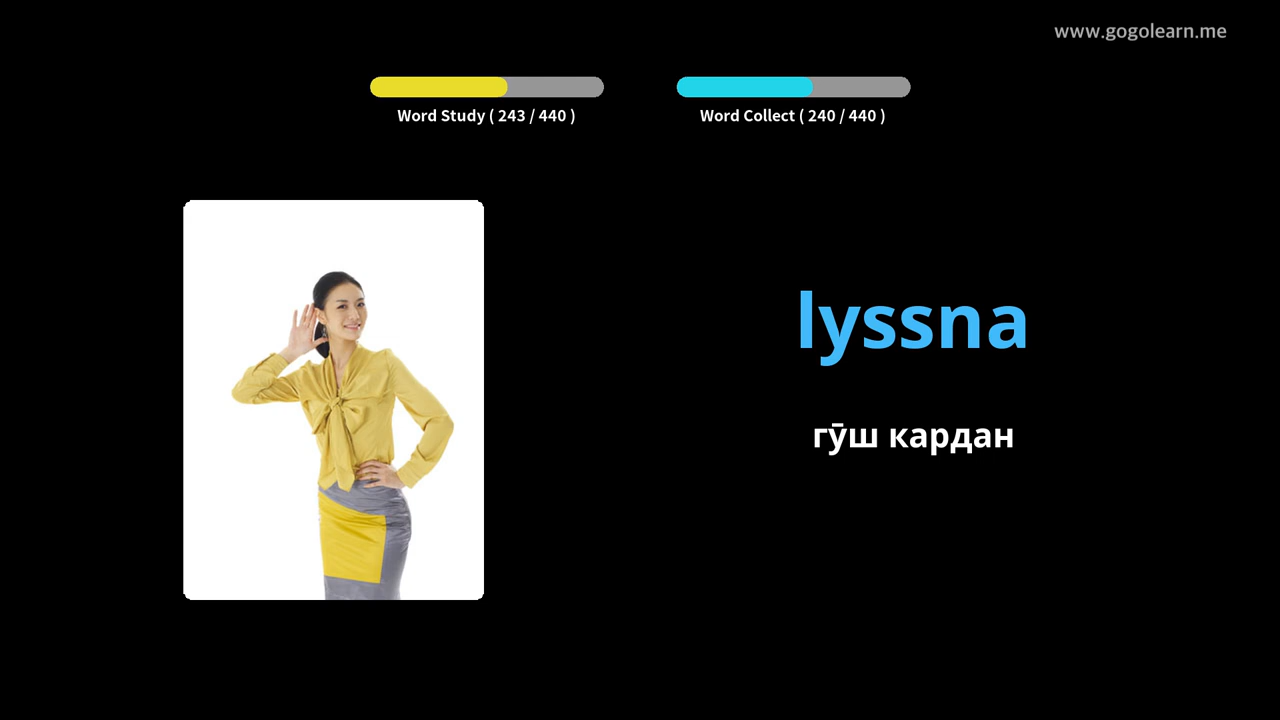 www.gogolearn.me
Word Study ( 243 / 440 )
Word Collect ( 240 / 440 )
lyssna
гӯш кардан